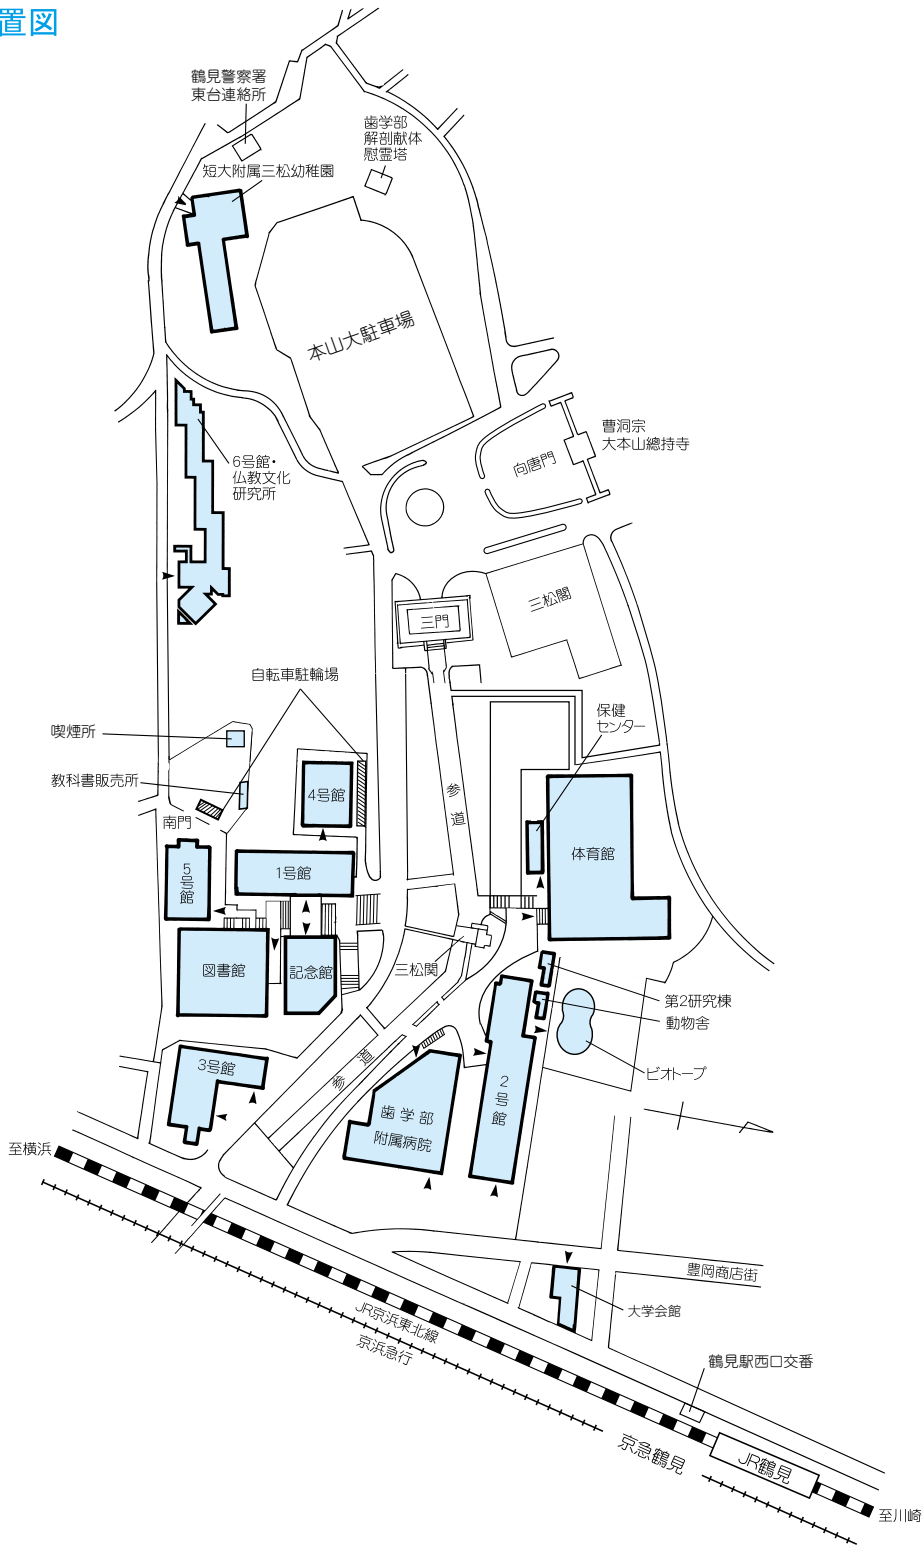 置図
鶴見警察署
東台連絡所
歯学部
解剖献体
慰霊塔
短大附属三松幼稚園
本山大駐車場
曹洞宗
大本山總持寺
向唐門
6号館・
仏教文化
研究所
三松閣
三門
自転車駐輪場
保健
センター
喫煙所
教科書販売所
4号館
参道
南門
体育館
1号館
5号館
図書館
記念館
三松関
第2研究棟
動物舎
ビオトープ
3号館
参道
2号館
歯学部
附属病院
至横浜
豊岡商店街
大学会館
JR京浜東北線
京浜急行
鶴見駅西口交番
京急鶴見
JR鶴見
至川崎